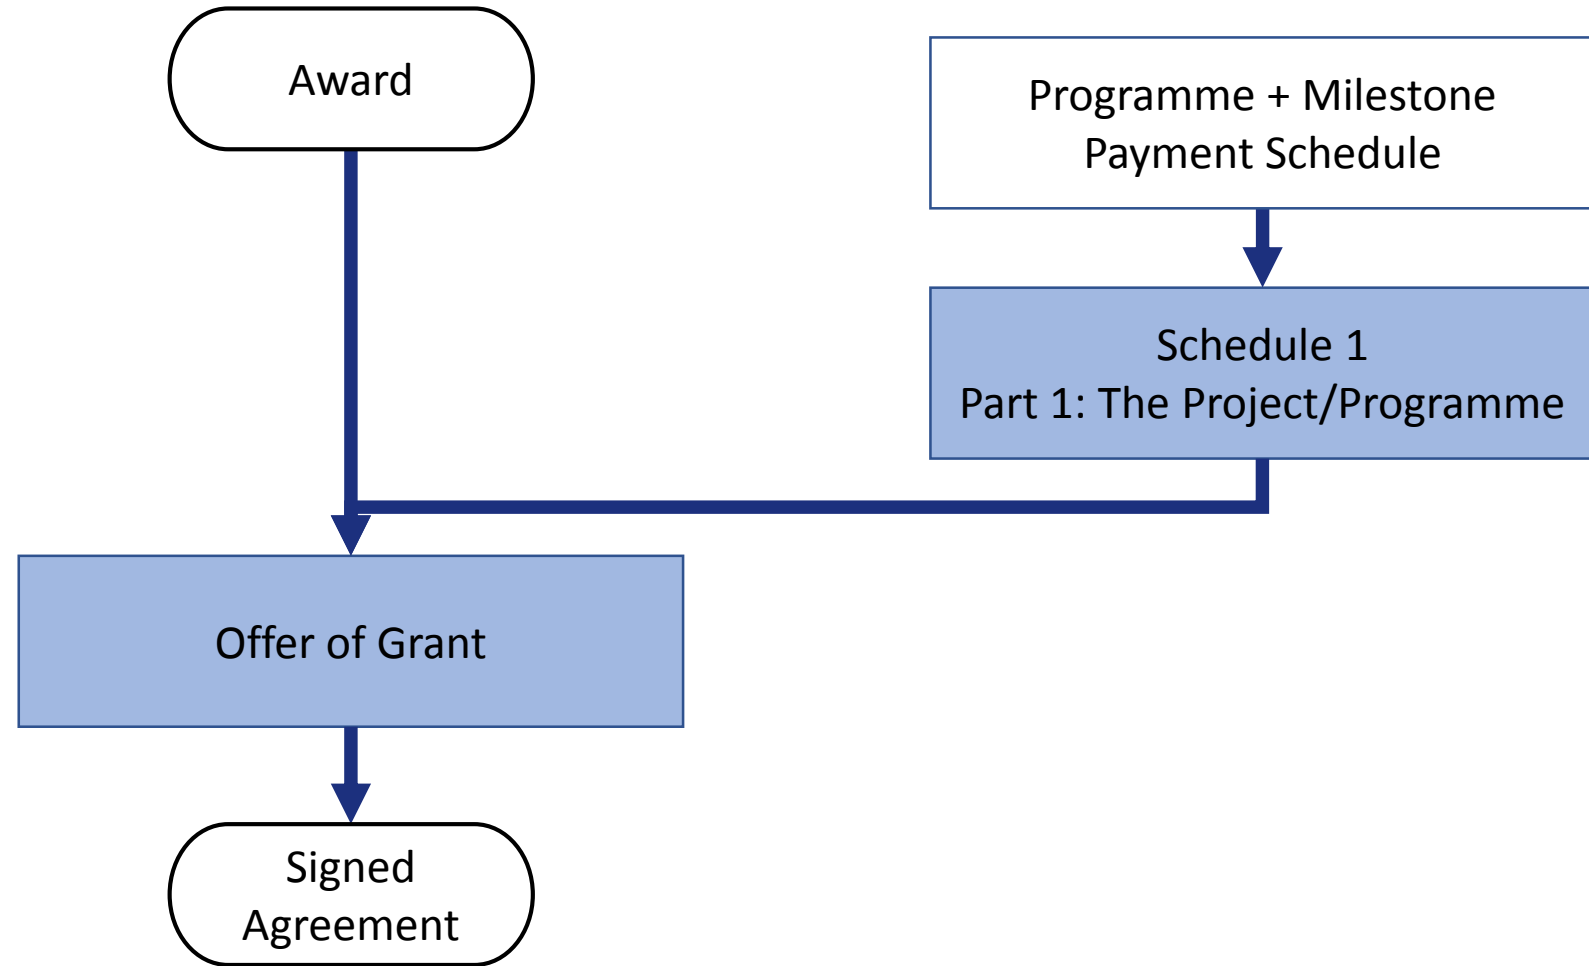 Award
Programme + Milestone
Payment Schedule
Schedule 1
Part 1: The Project/Programme
Offer of Grant
Signed
Agreement